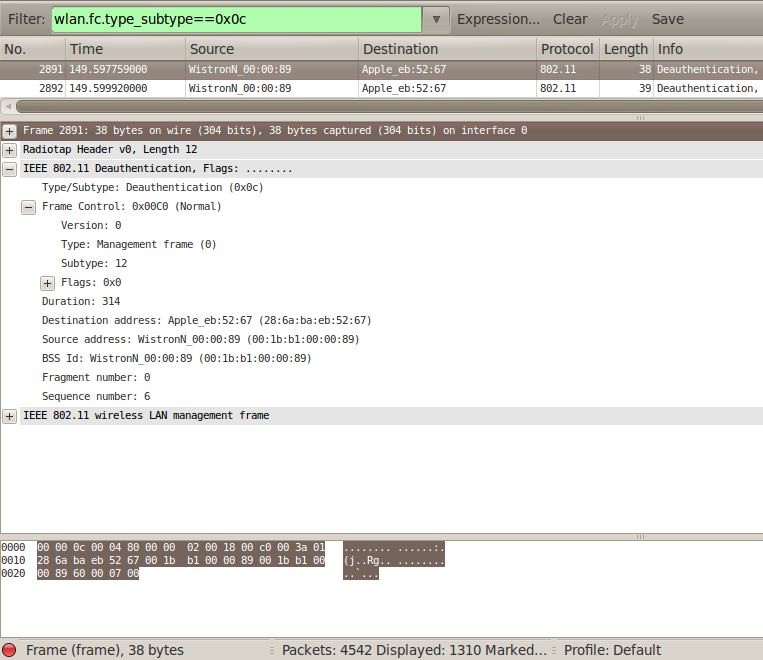 Filter: wlan.fc.type_subtype==0x0c Expression... Clear Apply Save
No. Time Source Destination Protocol Length Info
2891 149.597759000 WistronN_00:00:89 Apple_eb:52:67 802.11 38 Deauthentication,
2892 149.599920000 WistronN_00:00:89 Apple_eb:52:67 802.11 39 Deauthentication,
Frame 2891: 38 bytes on wire (304 bits), 38 bytes captured (304 bits) on interface 0
Radiotap Header v0, Length 12
IEEE 802.11 Deauthentication, Flags: ........
Type/Subtype: Deauthentication (0x0c)
Frame Control: 0x00C0 (Normal)
Version: 0
Type: Management frame (0)
Subtype: 12
Flags: 0x0
Duration: 314
Destination address: Apple_eb:52:67 (28:6a:ba:eb:52:67)
Source address: WistronN_00:00:89 (00:1b:b1:00:00:89)
BSS Id: WistronN_00:00:89 (00:1b:b1:00:00:89)
Fragment number: 0
Sequence number: 6
IEEE 802.11 wireless LAN management frame
0000 00 00 0c 00 04 80 00 00 02 00 18 00 c0 00 3a 01 ........ ......:.
0010 28 6a ba eb 52 67 00 1b b1 00 00 89 00 1b b1 00 (j..Rg.. ........
0020 00 89 60 00 07 00 ..`...
Frame (frame), 38 bytes Packets: 4542 Displayed: 1310 Marked... Profile: Default